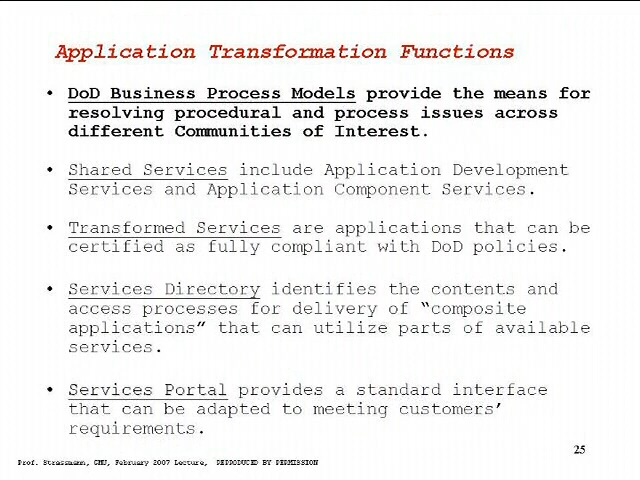 Application Transformation Functions
• DoD Business Process Models provide the means for
resolving procedural and process issues across
different Communities of Interest.
• Shared Services include Application Development
Services and Application Component Services.
• Transformed Services are applications that can be
certified as fully compliant with DoD policies.
• Services Directory identifies the contents and
access processes for delivery of “composite
applications” that can utilize parts of available
services.
• Services Portal provides a standard interface
that can be adapted to meeting customers’
requirements.
25
Prof. Strassmann, GMU, February 2007 Lecture, REPRODUCED BY PERMISSION